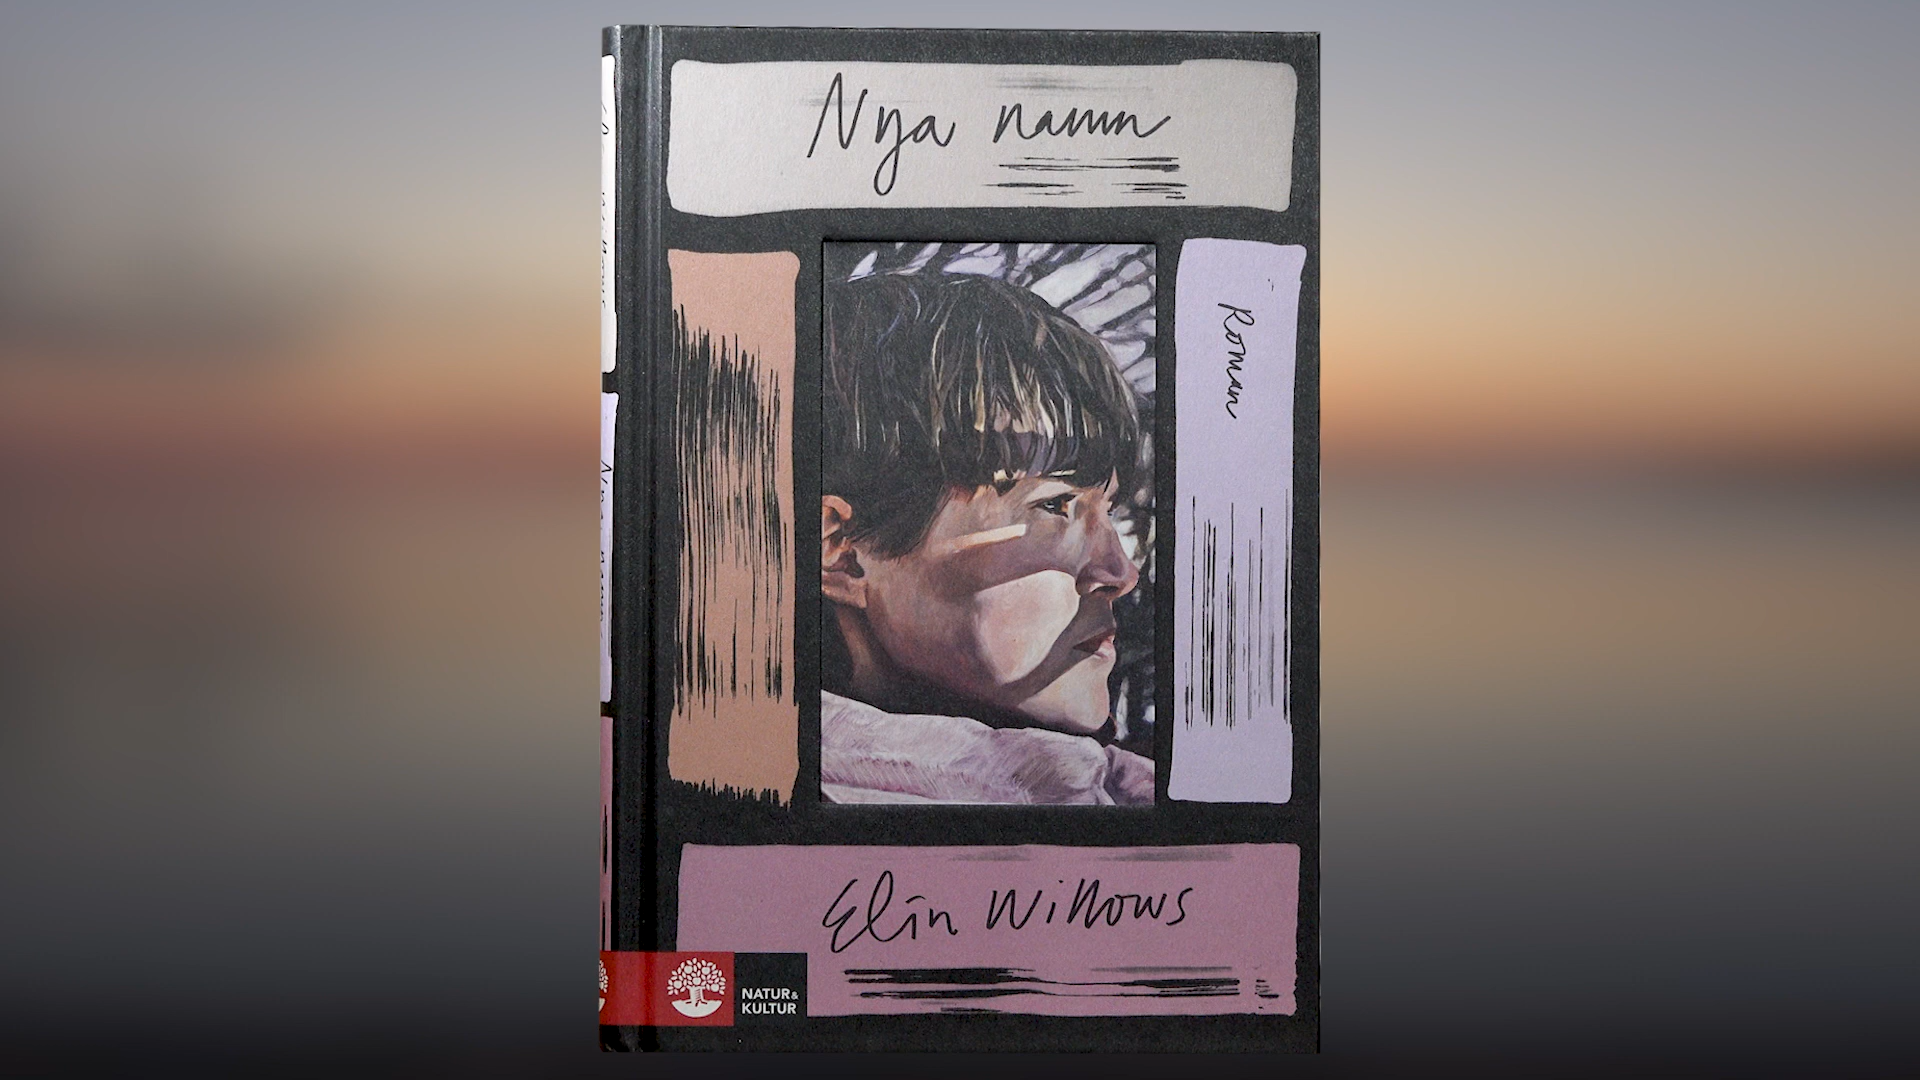 Nya namn
Roman
Elin Willows
NATUR&
KULTUR